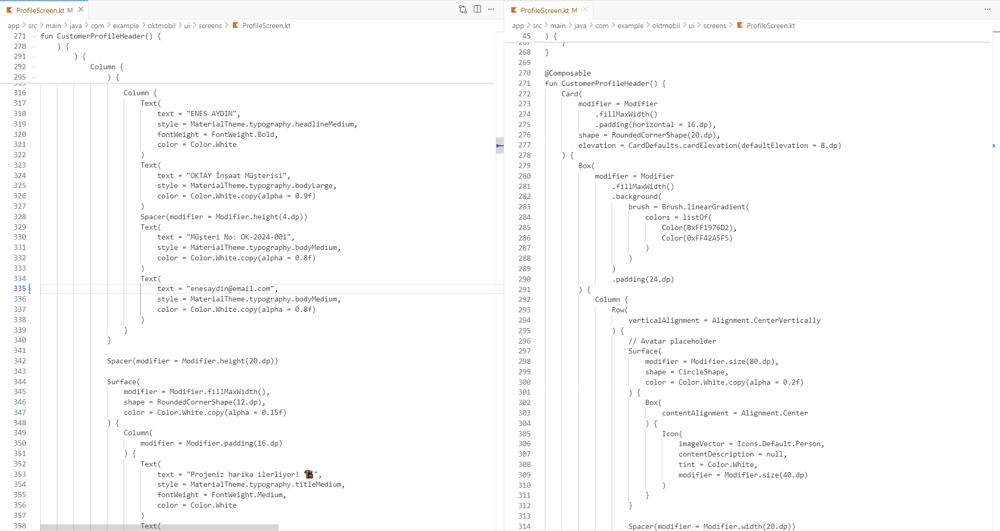 ProfileScreen.kt M
app > src > main > java > com > example > oktmobil > ui > screens > ProfileScreen.kt
271 fun CustomerProfileHeader() {
278 ) {
291 ) {
292 Column {
295 ) {
315
316 Column {
317 Text(
318 text = "ENES AYDIN",
319 style = MaterialTheme.typography.headlineMedium,
320 fontWeight = FontWeight.Bold,
321 color = Color.White
322 )
323 Text(
324 text = "OKTAY İnşaat Müşterisi",
325 style = MaterialTheme.typography.bodyLarge,
326 color = Color.White.copy(alpha = 0.9f)
327 )
328 Spacer(modifier = Modifier.height(4.dp))
329 Text(
330 text = "Müşteri No: OK-2024-001",
331 style = MaterialTheme.typography.bodyMedium,
332 color = Color.White.copy(alpha = 0.8f)
333 )
334 Text(
335 text = "enesaydin@email.com",
336 style = MaterialTheme.typography.bodyMedium,
337 color = Color.White.copy(alpha = 0.8f)
338 )
339 }
340 }
341
342 Spacer(modifier = Modifier.height(20.dp))
343
344 Surface(
345 modifier = Modifier.fillMaxWidth(),
346 shape = RoundedCornerShape(12.dp),
347 color = Color.White.copy(alpha = 0.15f)
348 ) {
349 Column(
350 modifier = Modifier.padding(16.dp)
351 ) {
352 Text(
353 text = "Projeniz harika ilerliyor! 🏗",
354 style = MaterialTheme.typography.titleMedium,
355 fontWeight = FontWeight.Medium,
356 color = Color.White
357 )
358 Text(
ProfileScreen.kt M
app > src > main > java > com > example > oktmobil > ui > screens > ProfileScreen.kt
45 ) {
267 }
268 }
269
270 @Composable
271 fun CustomerProfileHeader() {
272 Card(
273 modifier = Modifier
274 .fillMaxWidth()
275 .padding(horizontal = 16.dp),
276 shape = RoundedCornerShape(20.dp),
277 elevation = CardDefaults.cardElevation(defaultElevation = 8.dp)
278 ) {
279 Box(
280 modifier = Modifier
281 .fillMaxWidth()
282 .background(
283 brush = Brush.linearGradient(
284 colors = listOf(
285 Color(0xFF1976D2),
286 Color(0xFF42A5F5)
287 )
288 )
289 )
290 .padding(24.dp)
291 ) {
292 Column {
293 Row(
294 verticalAlignment = Alignment.CenterVertically
295 ) {
296 // Avatar placeholder
297 Surface(
298 modifier = Modifier.size(80.dp),
299 shape = CircleShape,
300 color = Color.White.copy(alpha = 0.2f)
301 ) {
302 Box(
303 contentAlignment = Alignment.Center
304 ) {
305 Icon(
306 imageVector = Icons.Default.Person,
307 contentDescription = null,
308 tint = Color.White,
309 modifier = Modifier.size(40.dp)
310 )
311 }
312 }
313
314 Spacer(modifier = Modifier.width(20.dp))